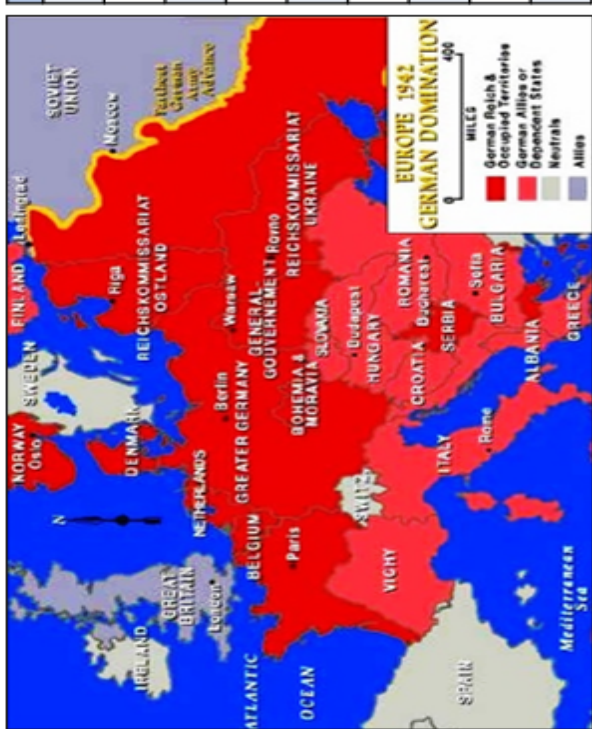 EUROPE 1942
GERMAN DOMINATION
0 400
MILES
German Reich &
Occupied Territories
German Allies or
Dependent States
Neutrals
Allies
NORWAY
Oslo
SWEDEN
FINLAND
Leningrad
SOVIET
UNION
Moscow
Farthest
German
Army
Advance
Riga
REICHSKOMMISSARIAT
OSTLAND
DENMARK
IRELAND
GREAT
BRITAIN
London
NETHERLANDS
Berlin
GREATER GERMANY
Warsaw
GENERAL-
GOUVERNEMENT
Rovno
REICHSKOMMISSARIAT
UKRAINE
BELGIUM
Paris
BOHEMIA &
MORAVIA
SLOVAKIA
Budapest
HUNGARY
ROMANIA
Bucharest
ATLANTIC
OCEAN
VICHY
SWITZ.
CROATIA
SERBIA
Sofia
BULGARIA
ITALY
Rome
ALBANIA
GREECE
SPAIN
Mediterranean
Sea
N